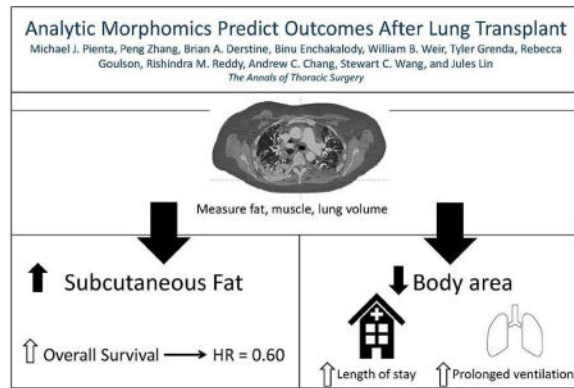 Analytic Morphomics Predict Outcomes After Lung Transplant
Michael J. Pienta, Peng Zhang, Brian A. Derstine, Binu Enchakalody, William B. Weir, Tyler Grenda, Rebecca
Goulson, Rishindra M. Reddy, Andrew C. Chang, Stewart C. Wang, and Jules Lin
The Annals of Thoracic Surgery
Measure fat, muscle, lung volume
Subcutaneous Fat
Overall Survival → HR = 0.60
Body area
Length of stay
Prolonged ventilation